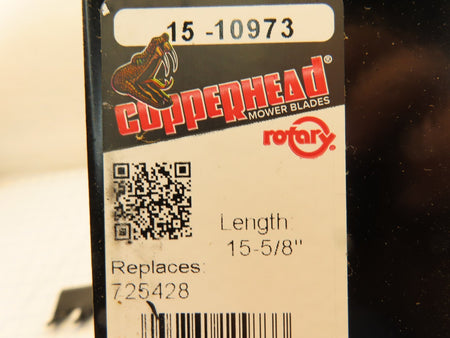 15 -10973
COPPERHEAD®
MOWER BLADES
rotary®
Length:
15-5/8"
Replaces:
725428